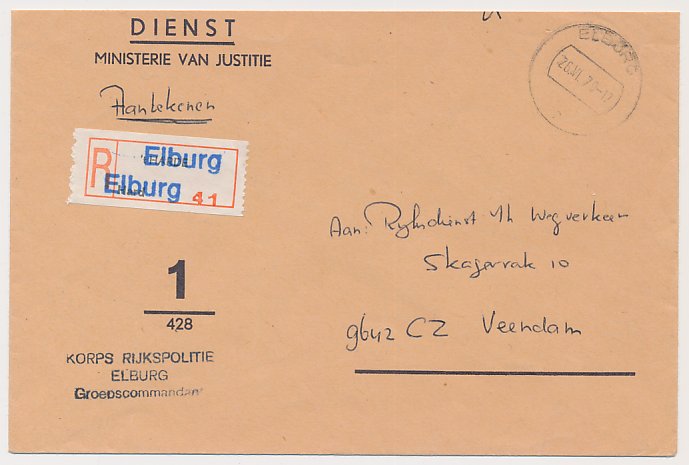 DIENST
MINISTERIE VAN JUSTITIE
Aantekenen
R
Elburg
Elburg 41
1
428
KORPS RIJKSPOLITIE
ELBURG
Groepscommandant
ELBURG
Aan: Rijksdienst vh Wegverkeer
Skagerrak 10
9642 CZ Veendam